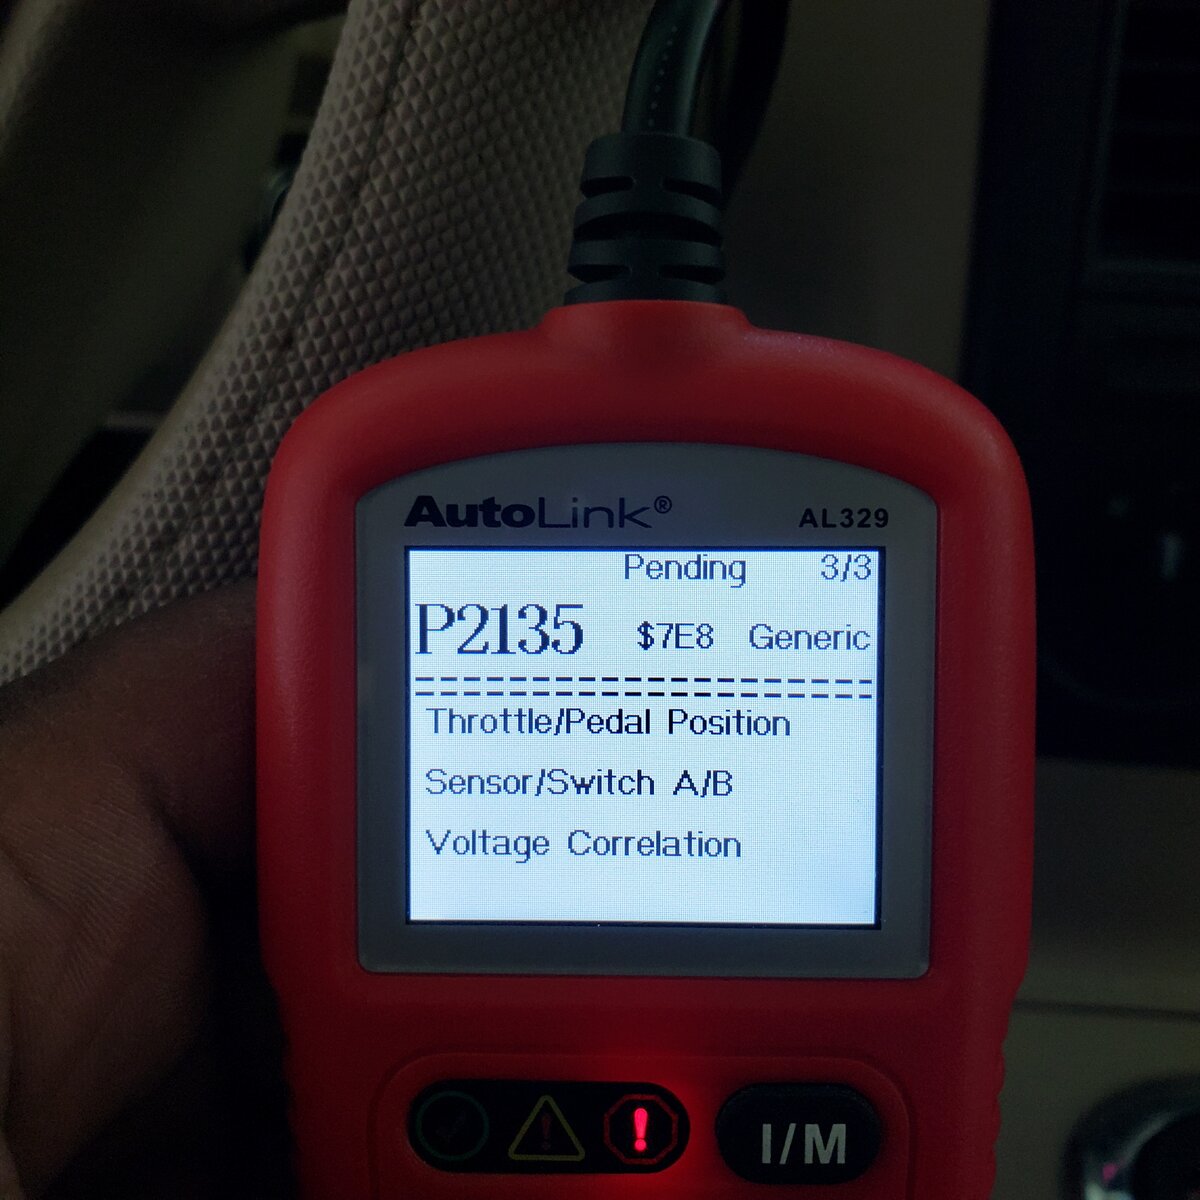 AutoLink® AL329
Pending 3/3
P2135 $7E8 Generic
Throttle/Pedal Position
Sensor/Switch A/B
Voltage Correlation
I/M